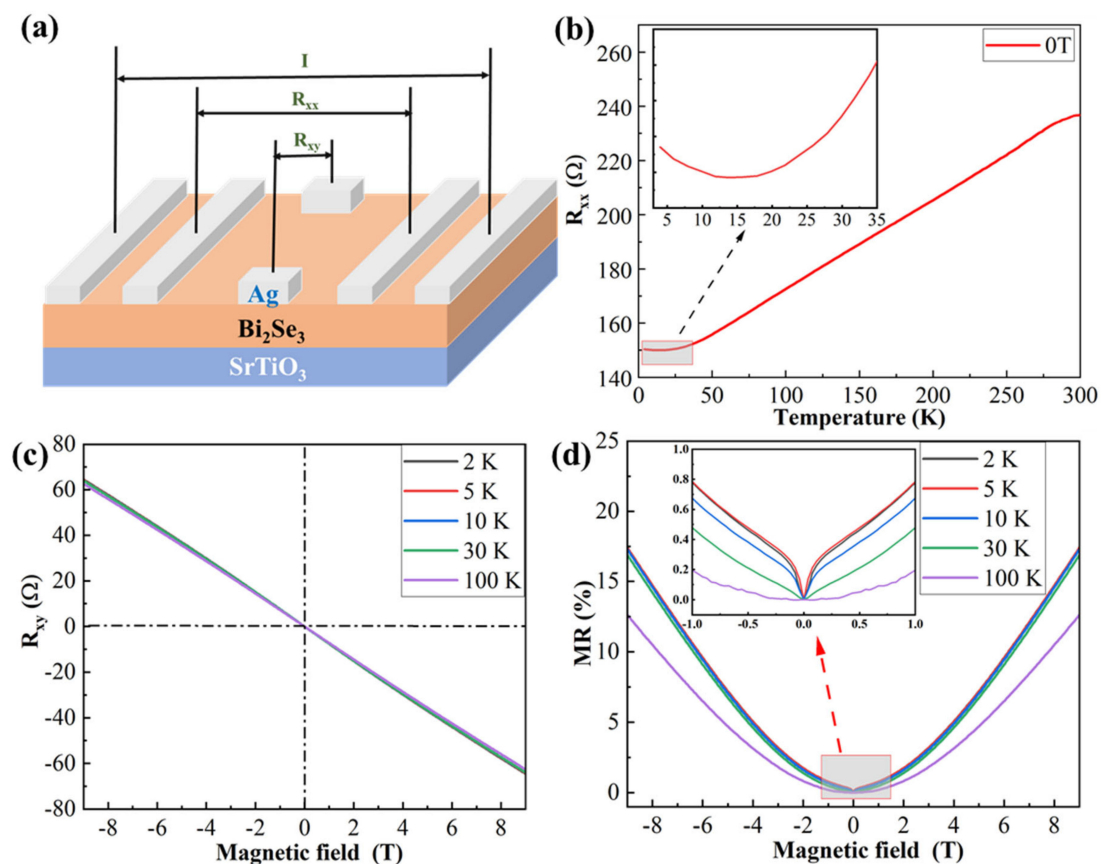 (a)
I
Rxx
Rxy
Ag
Bi2Se3
SrTiO3
(b)
0T
Rxx (Ω)
260
240
220
200
180
160
140
5 10 15 20 25 30 35
0 50 100 150 200 250 300
Temperature (K)
(c)
2 K
5 K
10 K
30 K
100 K
Rxy (Ω)
80
60
40
20
0
-20
-40
-60
-80
-8 -6 -4 -2 0 2 4 6 8
Magnetic field (T)
(d)
2 K
5 K
10 K
30 K
100 K
MR (%)
25
20
15
10
5
0
1.0
0.8
0.6
0.4
0.2
0.0
-1.0 -0.5 0.0 0.5 1.0
-8 -6 -4 -2 0 2 4 6 8
Magnetic field (T)